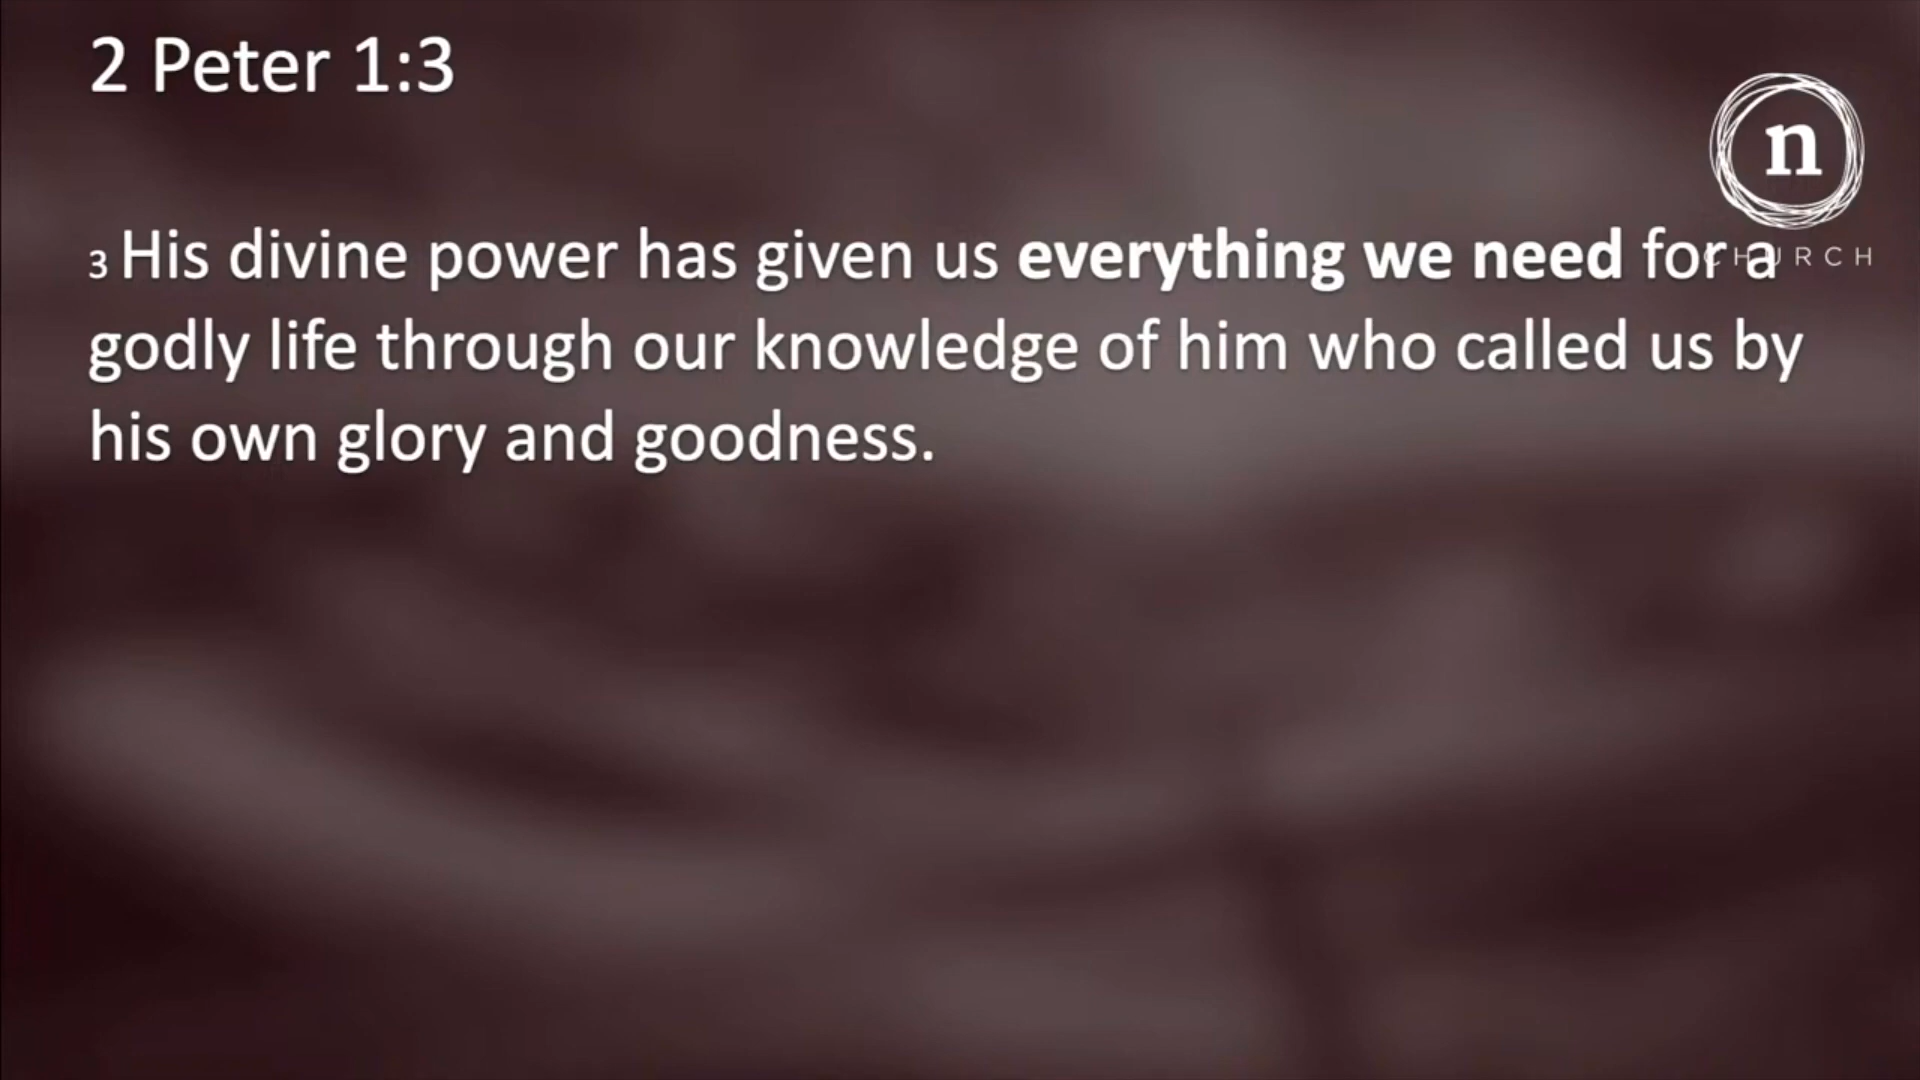 2 Peter 1:3
n
CHURCH
3 His divine power has given us everything we need for a
godly life through our knowledge of him who called us by
his own glory and goodness.